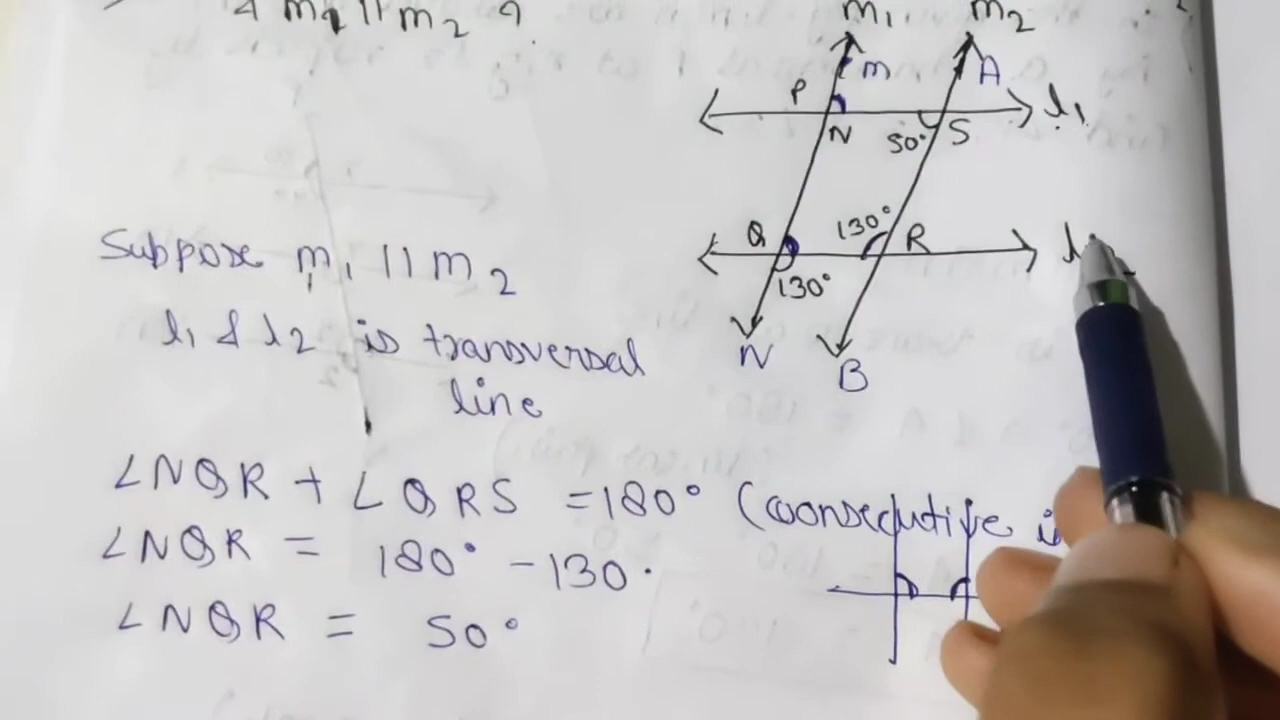 m₁ || m₂ ?
m₁ m₂
P m A
N 50° S l₁
Q 130° R
130°
N B
Suppose m₁ || m₂
l₁ & l₂ is transversal
line
∠NQR + ∠QRS = 180° (consecutive
∠NQR = 180° - 130.
∠NQR = 50°